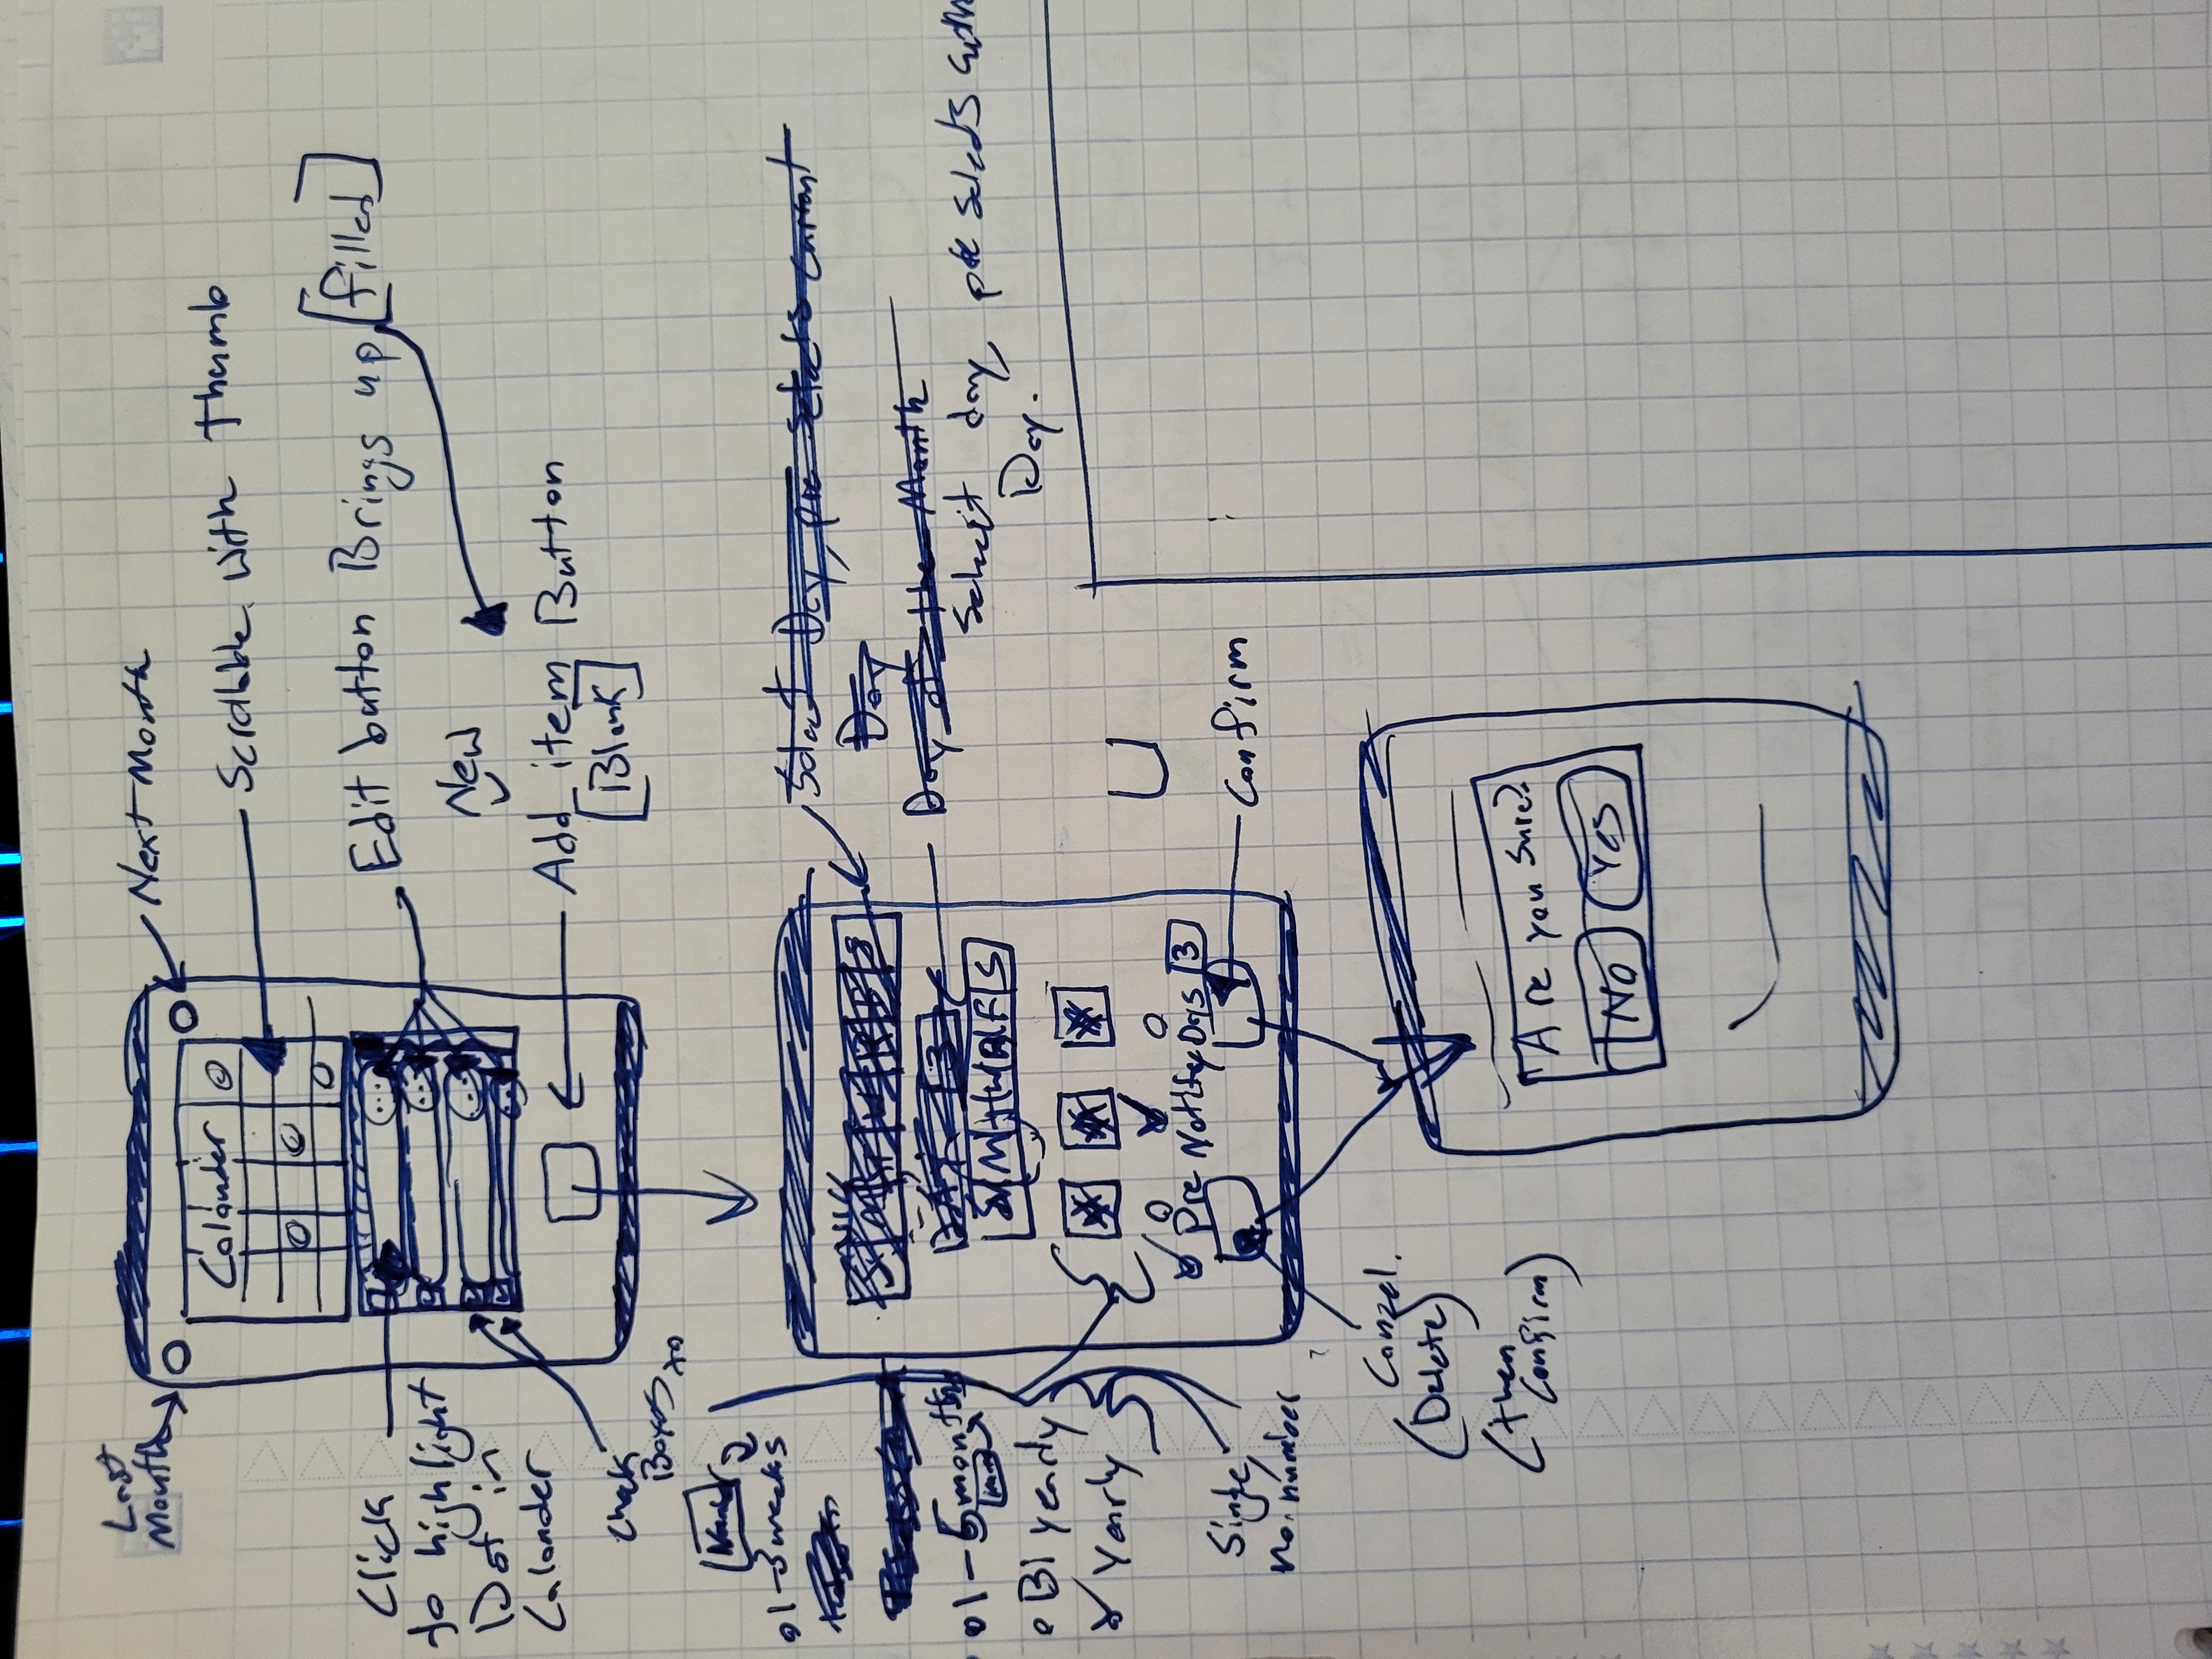 Last
Month
Next Month
Calander
Scrollable with thumb
Click
to highlight
Dot in
Calander
Edit button Brings up [filled]
New
Add item Button
[Blank]
Check
Boxes to
Number
1-3 weeks
1-5 months
Bi yearly
Yearly
Single,
no number
Select Day, pre selects current
Day
Day of the Month
Select day, pre selects
Day.
S M T W R F S
DAY 3
S M T W R F S
Pre Notify Days 3
Confirm
Canzel.
(Delete)
(then
Confirm)
Are you sure?
No Yes